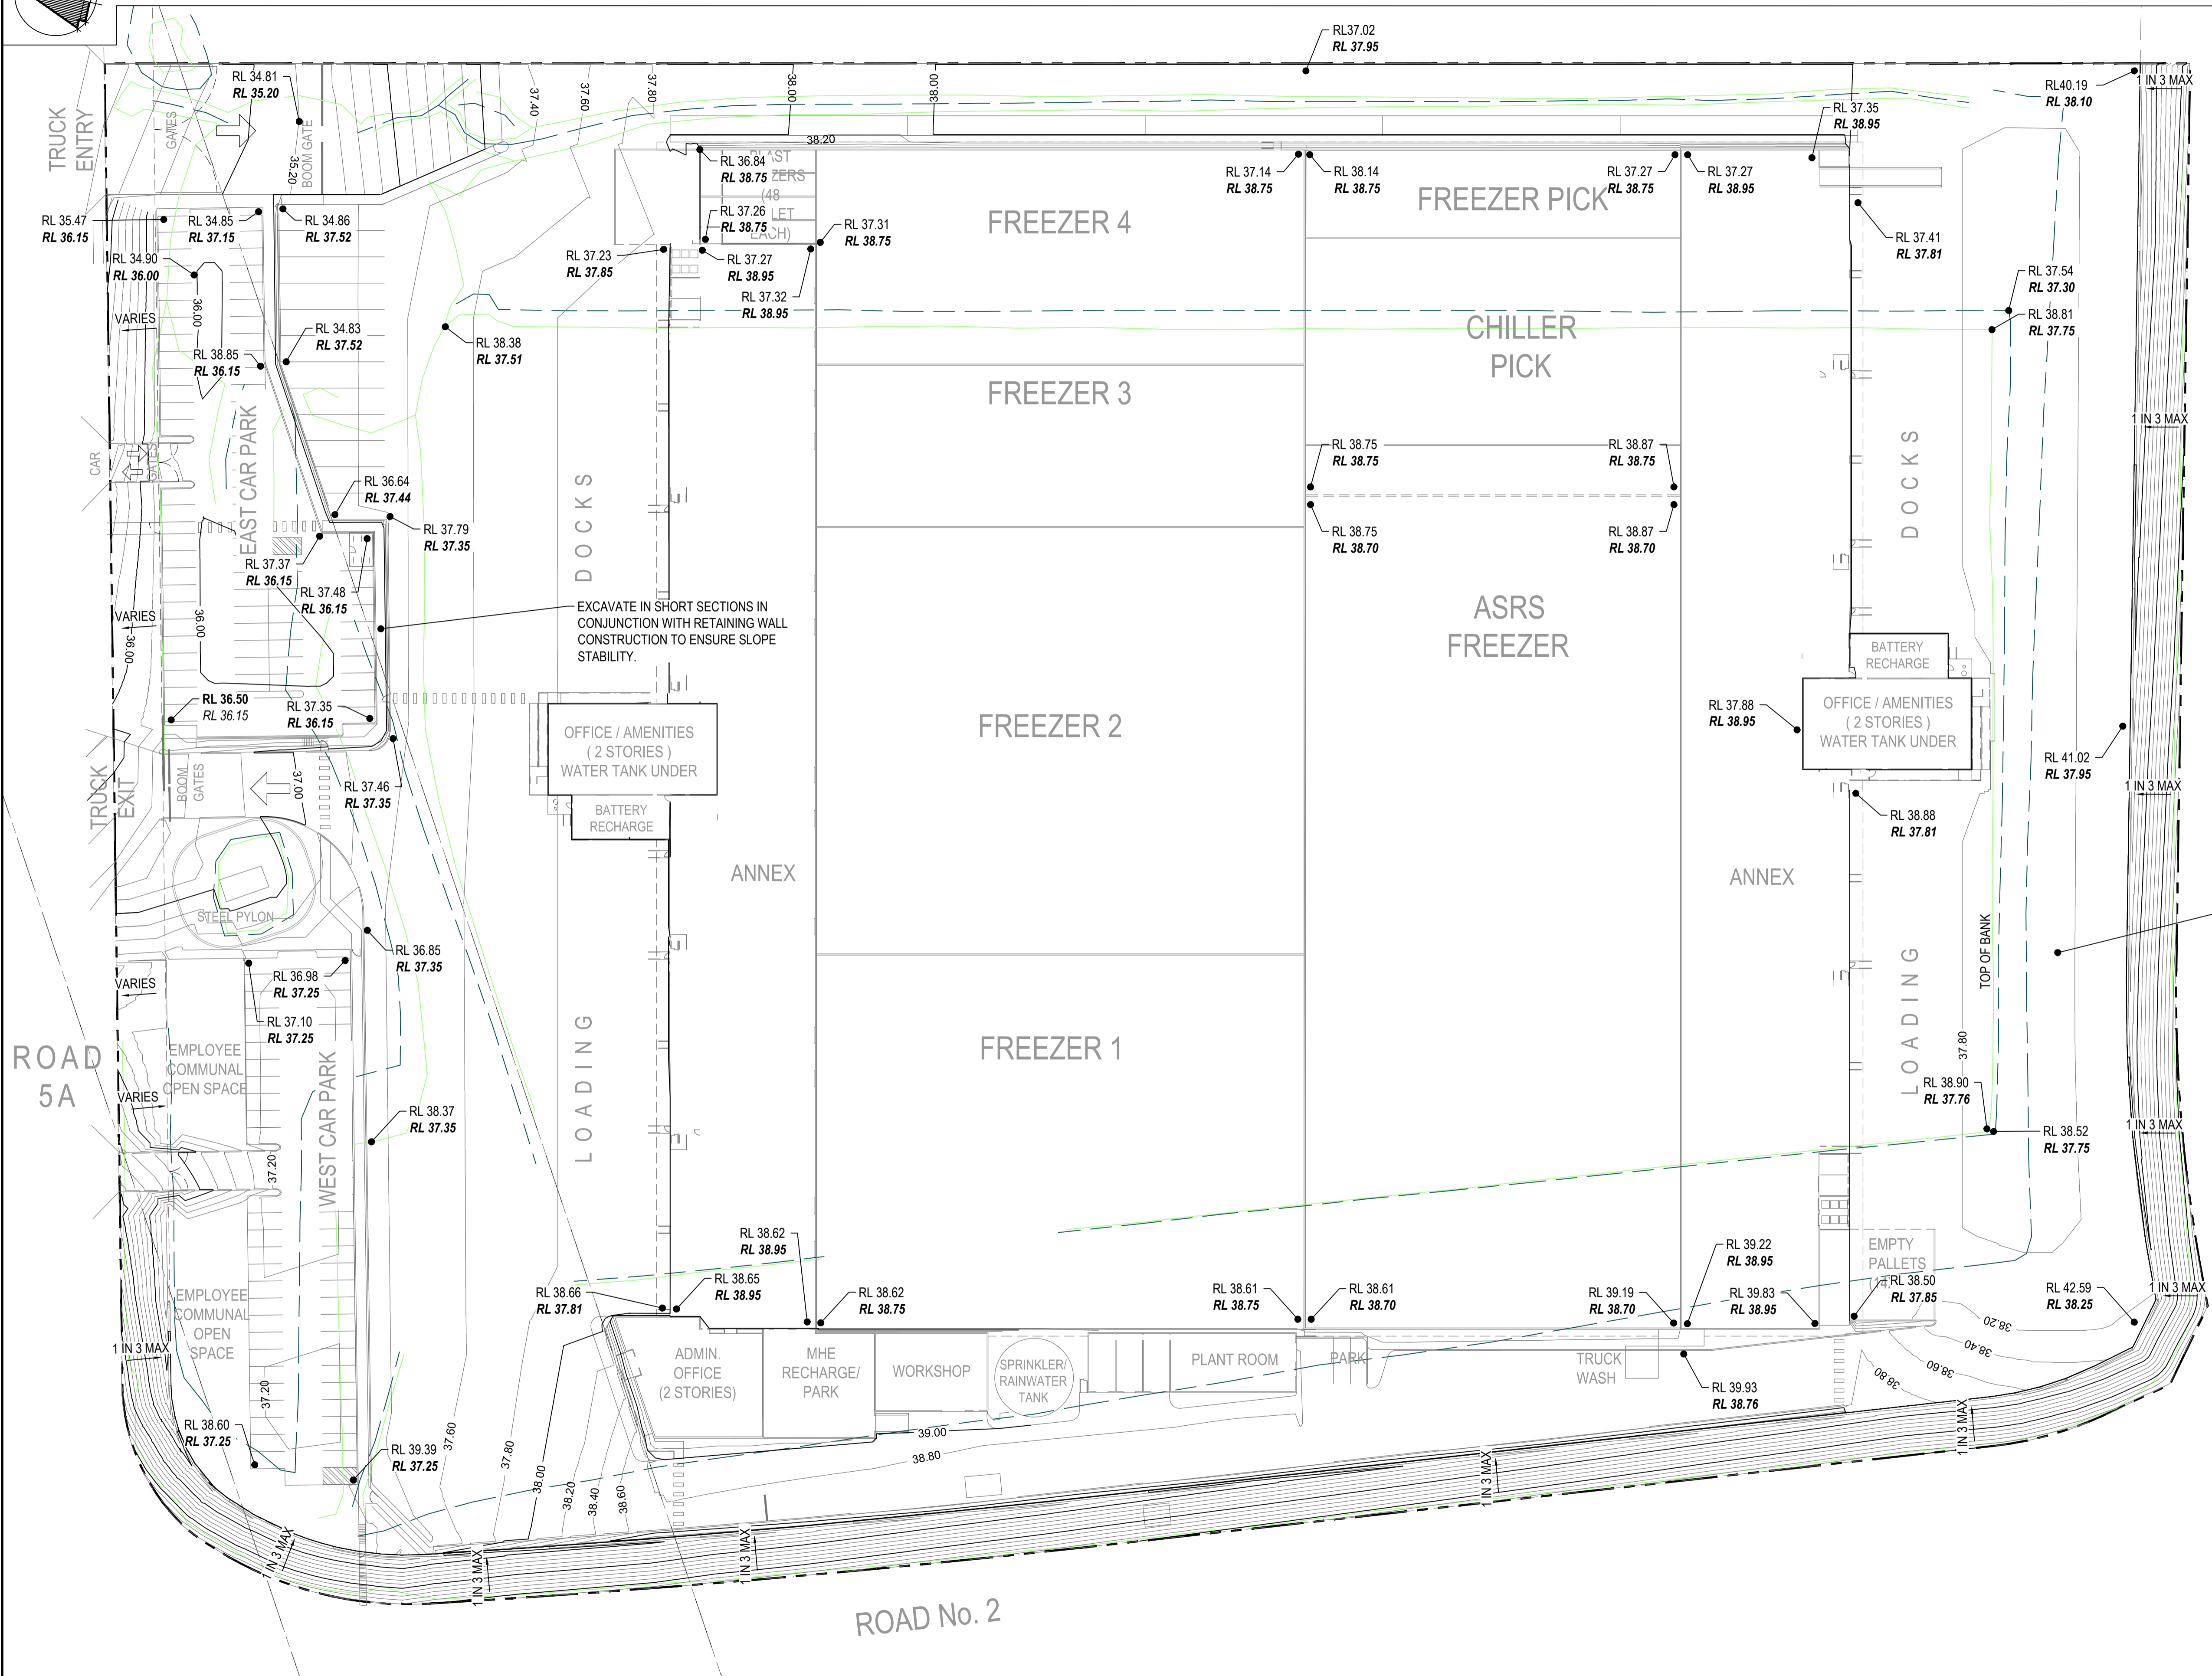 RL37.02
RL 37.95
RL 34.81
RL 35.20
TRUCK
ENTRY
GATES
BOOM GATE
35.20
37.40
37.60
37.80
38.00
38.00
38.20
RL40.19
RL 38.10
1 IN 3 MAX
RL 37.35
RL 38.95
RL 36.84
RL 38.75
RL 37.14
RL 38.75
RL 38.14
RL 38.75
RL 37.27
RL 38.75
RL 37.27
RL 38.95
FREEZER PICK
FREEZER 4
(48
EACH)
RL 37.26
RL 38.75
RL 37.31
RL 38.75
RL 35.47
RL 36.15
RL 34.85
RL 37.15
RL 34.86
RL 37.52
RL 37.23
RL 37.85
RL 37.27
RL 38.95
RL 37.32
RL 38.95
RL 37.41
RL 37.81
RL 34.90
RL 36.00
36.00
VARIES
RL 34.83
RL 37.52
RL 38.85
RL 36.15
RL 38.38
RL 37.51
RL 37.54
RL 37.30
RL 38.81
RL 37.75
CHILLER
PICK
FREEZER 3
1 IN 3 MAX
EAST CAR PARK
CAR
GATES
DOCKS
DOCKS
RL 38.75
RL 38.75
RL 38.87
RL 38.75
RL 38.75
RL 38.70
RL 38.87
RL 38.70
RL 36.64
RL 37.44
RL 37.79
RL 37.35
RL 37.37
RL 36.15
RL 37.48
RL 36.15
EXCAVATE IN SHORT SECTIONS IN
CONJUNCTION WITH RETAINING WALL
CONSTRUCTION TO ENSURE SLOPE
STABILITY.
ASRS
FREEZER
VARIES
36.00
36.00
BATTERY
RECHARGE
RL 36.50
RL 36.15
RL 37.35
RL 36.15
OFFICE / AMENITIES
( 2 STORIES )
WATER TANK UNDER
FREEZER 2
RL 37.88
RL 38.95
OFFICE / AMENITIES
( 2 STORIES )
WATER TANK UNDER
RL 41.02
RL 37.95
TRUCK
EXIT
BOOM
GATES
37.00
RL 37.46
RL 37.35
BATTERY
RECHARGE
1 IN 3 MAX
RL 38.88
RL 37.81
ANNEX
ANNEX
STEEL PYLON
RL 36.85
RL 37.35
VARIES
RL 36.98
RL 37.25
TOP OF BANK
RL 37.10
RL 37.25
ROAD
5A
EMPLOYEE
COMMUNAL
OPEN SPACE
WEST CAR PARK
LOADING
FREEZER 1
LOADING
37.80
VARIES
RL 38.37
RL 37.35
RL 38.90
RL 37.76
RL 38.52
RL 37.75
1 IN 3 MAX
37.20
RL 38.62
RL 38.95
RL 39.22
RL 38.95
EMPTY
PALLETS
RL 38.66
RL 37.81
RL 38.65
RL 38.95
RL 38.62
RL 38.75
RL 38.61
RL 38.75
RL 38.61
RL 38.70
RL 39.19
RL 38.70
RL 39.83
RL 38.95
RL 38.50
RL 37.85
RL 42.59
RL 38.25
1 IN 3 MAX
EMPLOYEE
COMMUNAL
OPEN
SPACE
1 IN 3 MAX
37.20
ADMIN.
OFFICE
(2 STORIES)
MHE
RECHARGE/
PARK
WORKSHOP
SPRINKLER/
RAINWATER
TANK
PLANT ROOM
PARK
TRUCK
WASH
RL 39.93
RL 38.76
38.20
38.40
38.60
38.80
RL 38.60
RL 37.25
RL 39.39
RL 37.25
37.60
37.80
38.00
38.20
38.40
38.60
39.00
38.80
1 IN 3 MAX
1 IN 3 MAX
1 IN 3 MAX
1 IN 3 MAX
1 IN 3 MAX
ROAD No. 2